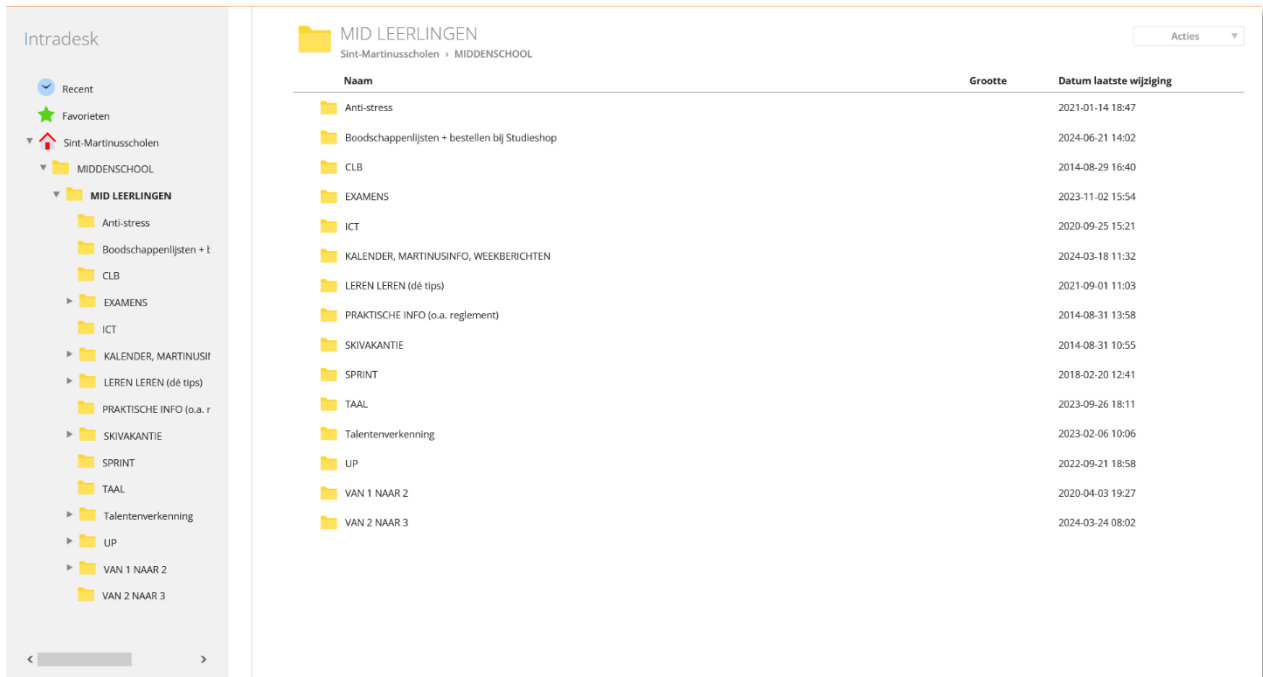 Intradesk
Recent
Favorieten
Sint-Martinusscholen
MIDDENSCHOOL
MID LEERLINGEN
Anti-stress
Boodschappenlijsten + b
CLB
EXAMENS
ICT
KALENDER, MARTINUSIN
LEREN LEREN (dé tips)
PRAKTISCHE INFO (o.a. r
SKIVAKANTIE
SPRINT
TAAL
Talentenverkenning
UP
VAN 1 NAAR 2
VAN 2 NAAR 3
MID LEERLINGEN
Sint-Martinusscholen › MIDDENSCHOOL
Acties
Naam Grootte Datum laatste wijziging
Anti-stress 2021-01-14 18:47
Boodschappenlijsten + bestellen bij Studieshop 2024-06-21 14:02
CLB 2014-08-29 16:40
EXAMENS 2023-11-02 15:54
ICT 2020-09-25 15:21
KALENDER, MARTINUSINFO, WEEKBERICHTEN 2024-03-18 11:32
LEREN LEREN (dé tips) 2021-09-01 11:03
PRAKTISCHE INFO (o.a. reglement) 2014-08-31 13:58
SKIVAKANTIE 2014-08-31 10:55
SPRINT 2018-02-20 12:41
TAAL 2023-09-26 18:11
Talentenverkenning 2023-02-06 10:06
UP 2022-09-21 18:58
VAN 1 NAAR 2 2020-04-03 19:27
VAN 2 NAAR 3 2024-03-24 08:02